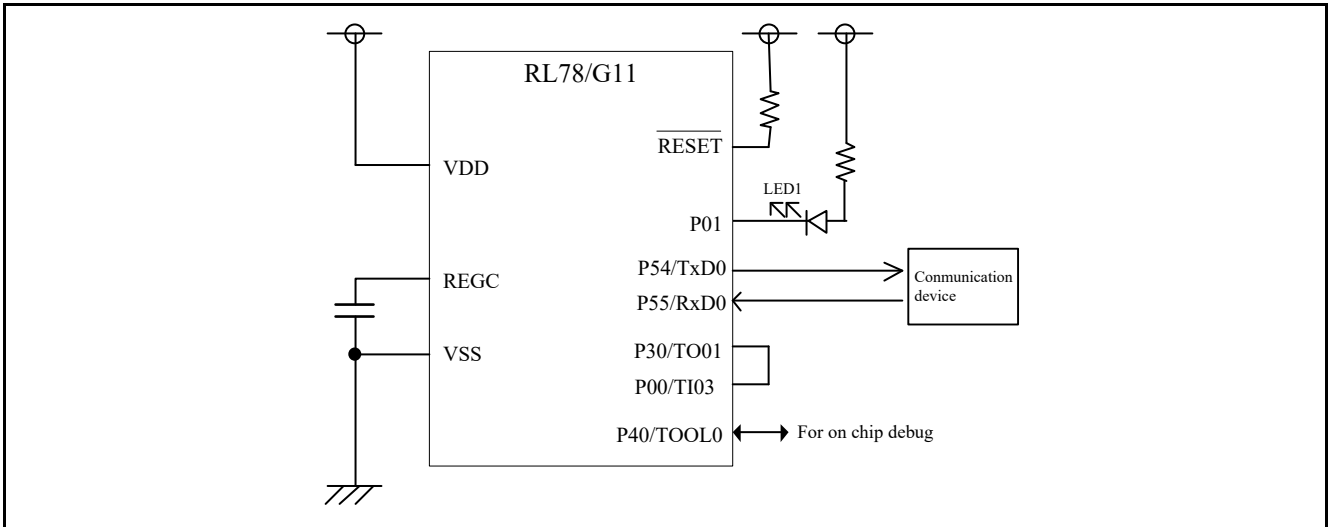 RL78/G11
RESET
VDD
LED1
P01
P54/TxD0
Conmunication
device
REGC
P55/RxD0
VSS
P30/TO01
P00/TI03
P40/TOOL0
For on chip debug